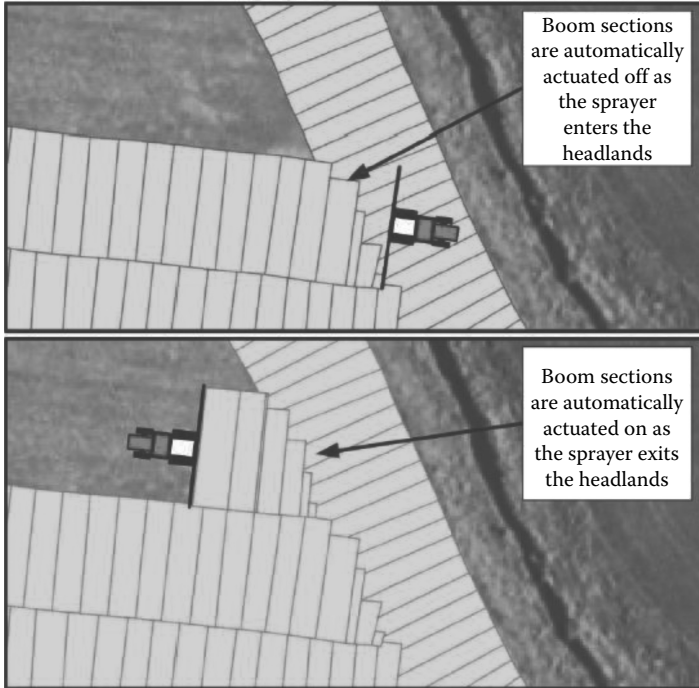 Boom sections
are automatically
actuated off as
the sprayer
enters the
headlands
Boom sections
are automatically
actuated on as
the sprayer exits
the headlands